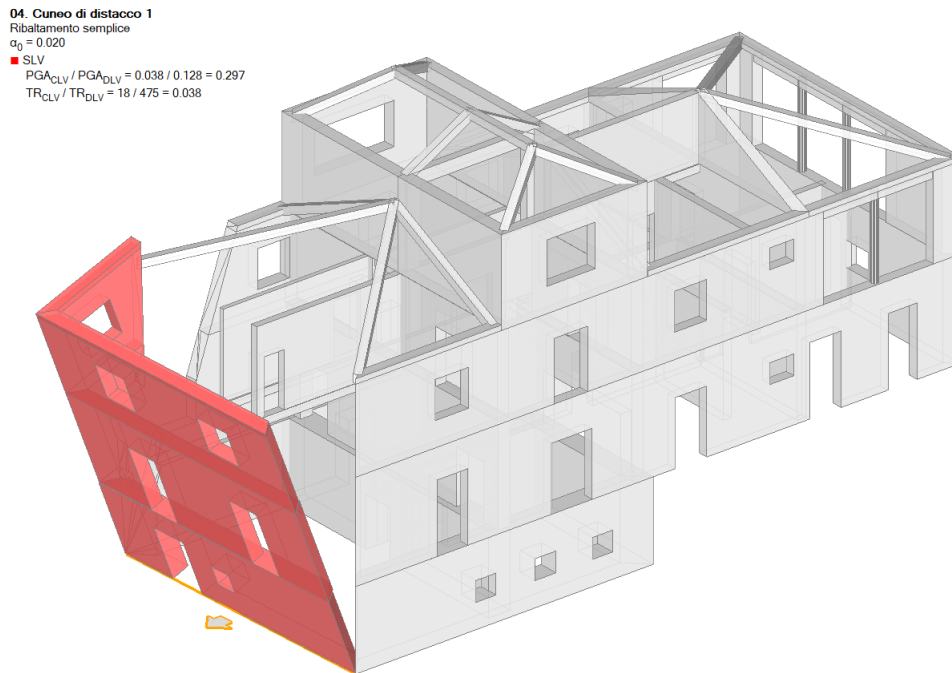 04. Cuneo di distacco 1
Ribaltamento semplice
α0 = 0.020
SLV
PGACLV / PGADLV = 0.038 / 0.128 = 0.297
TRCLV / TRDLV = 18 / 475 = 0.038